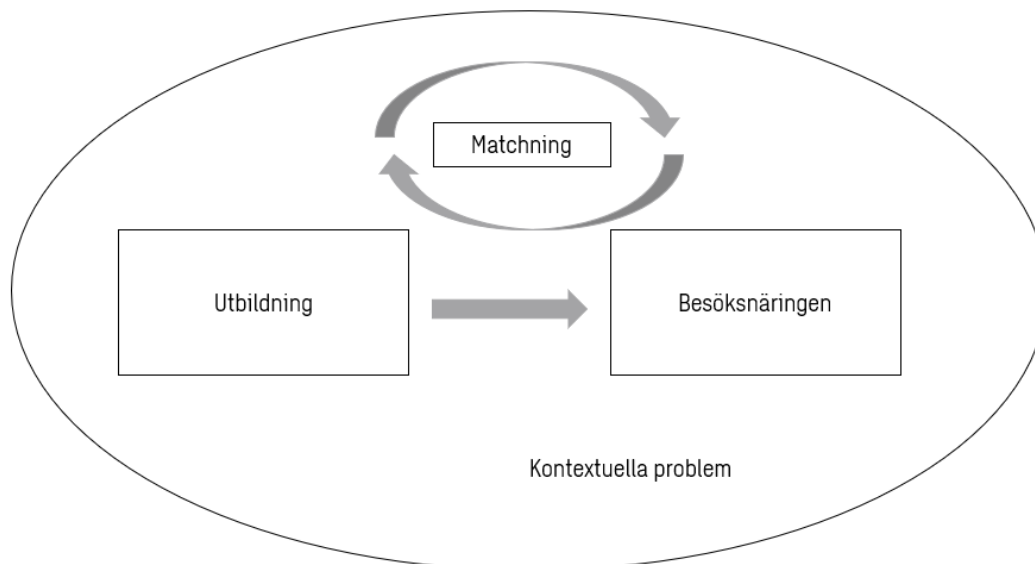 Matchning
Utbildning
Besöksnäringen
Kontextuella problem